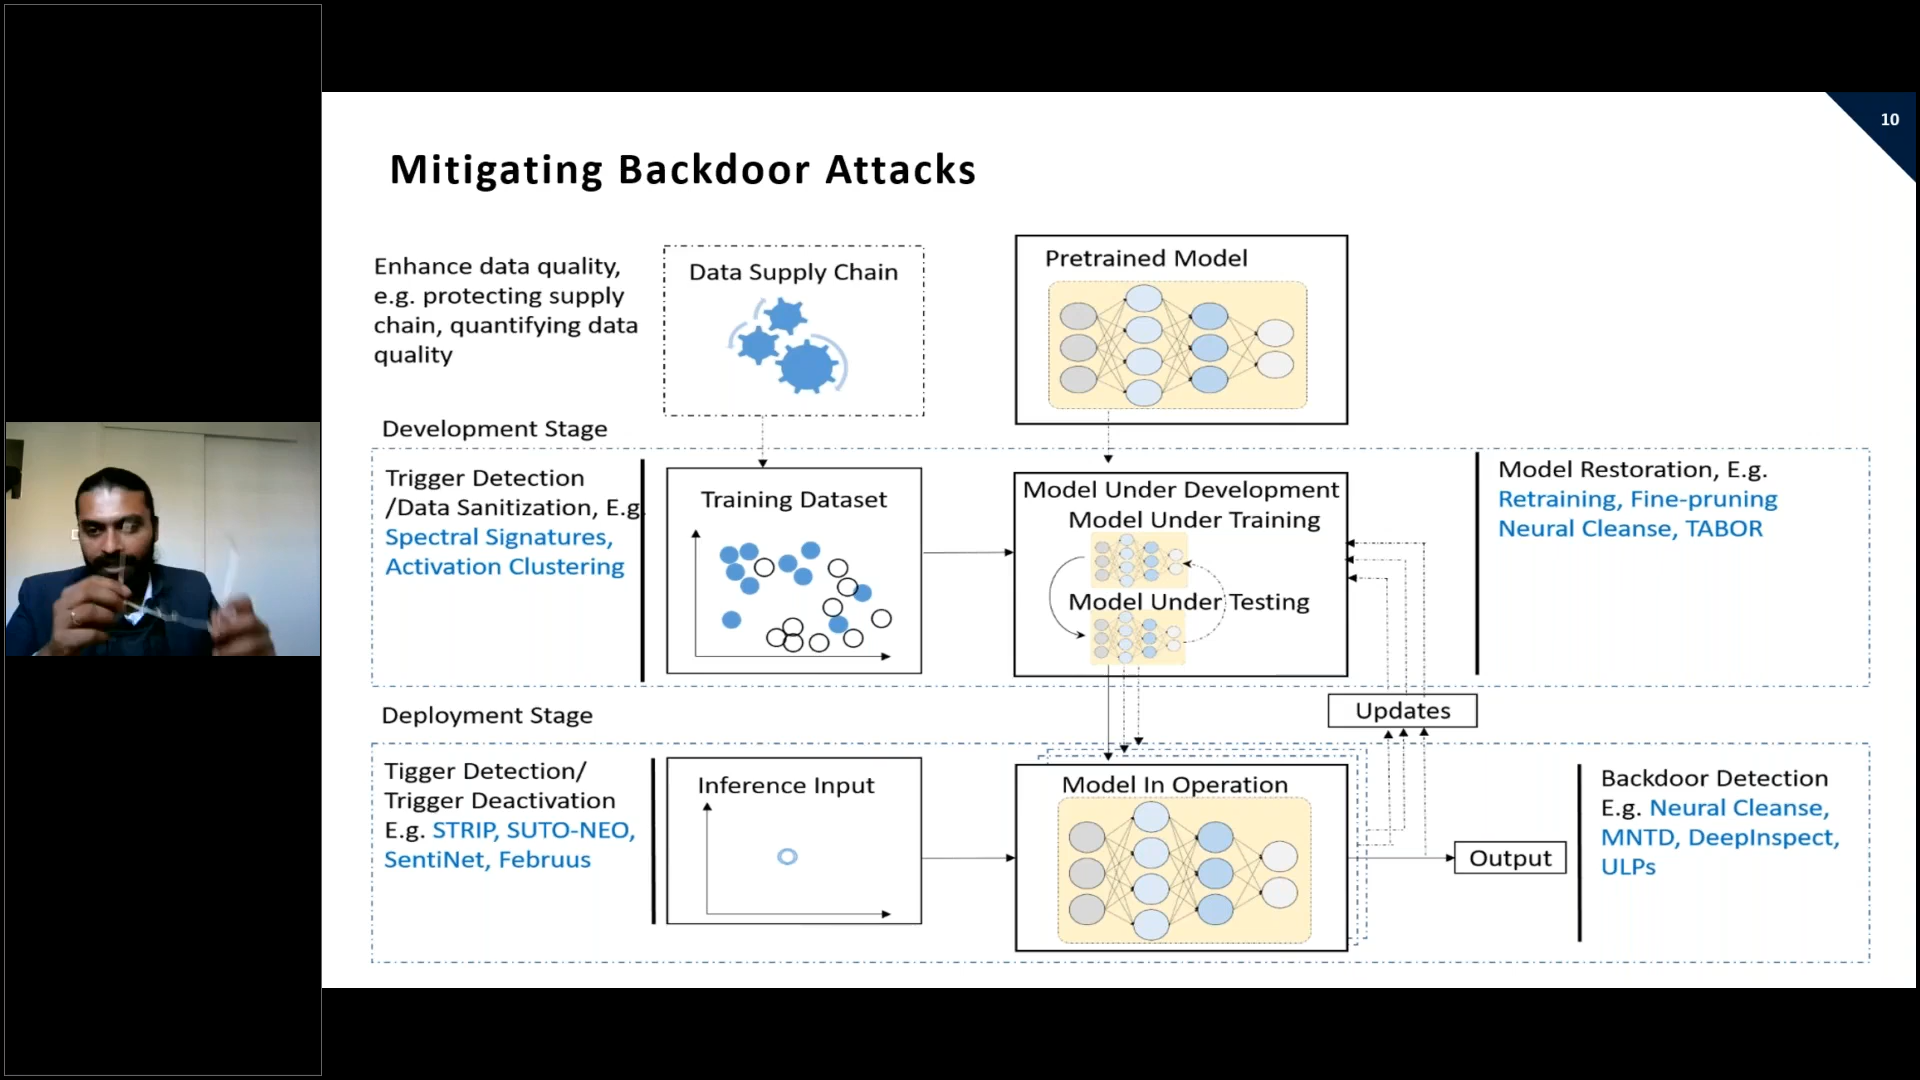 10
Mitigating Backdoor Attacks
Enhance data quality,
e.g. protecting supply
chain, quantifying data
quality
Data Supply Chain
Pretrained Model
Development Stage
Trigger Detection
/Data Sanitization, E.g.
Spectral Signatures,
Activation Clustering
Training Dataset
Model Under Development
Model Under Training
Model Under Testing
Model Restoration, E.g.
Retraining, Fine-pruning
Neural Cleanse, TABOR
Updates
Deployment Stage
Tigger Detection/
Trigger Deactivation
E.g. STRIP, SUTO-NEO,
SentiNet, Februus
Inference Input
Model In Operation
Output
Backdoor Detection
E.g. Neural Cleanse,
MNTD, DeepInspect,
ULPs